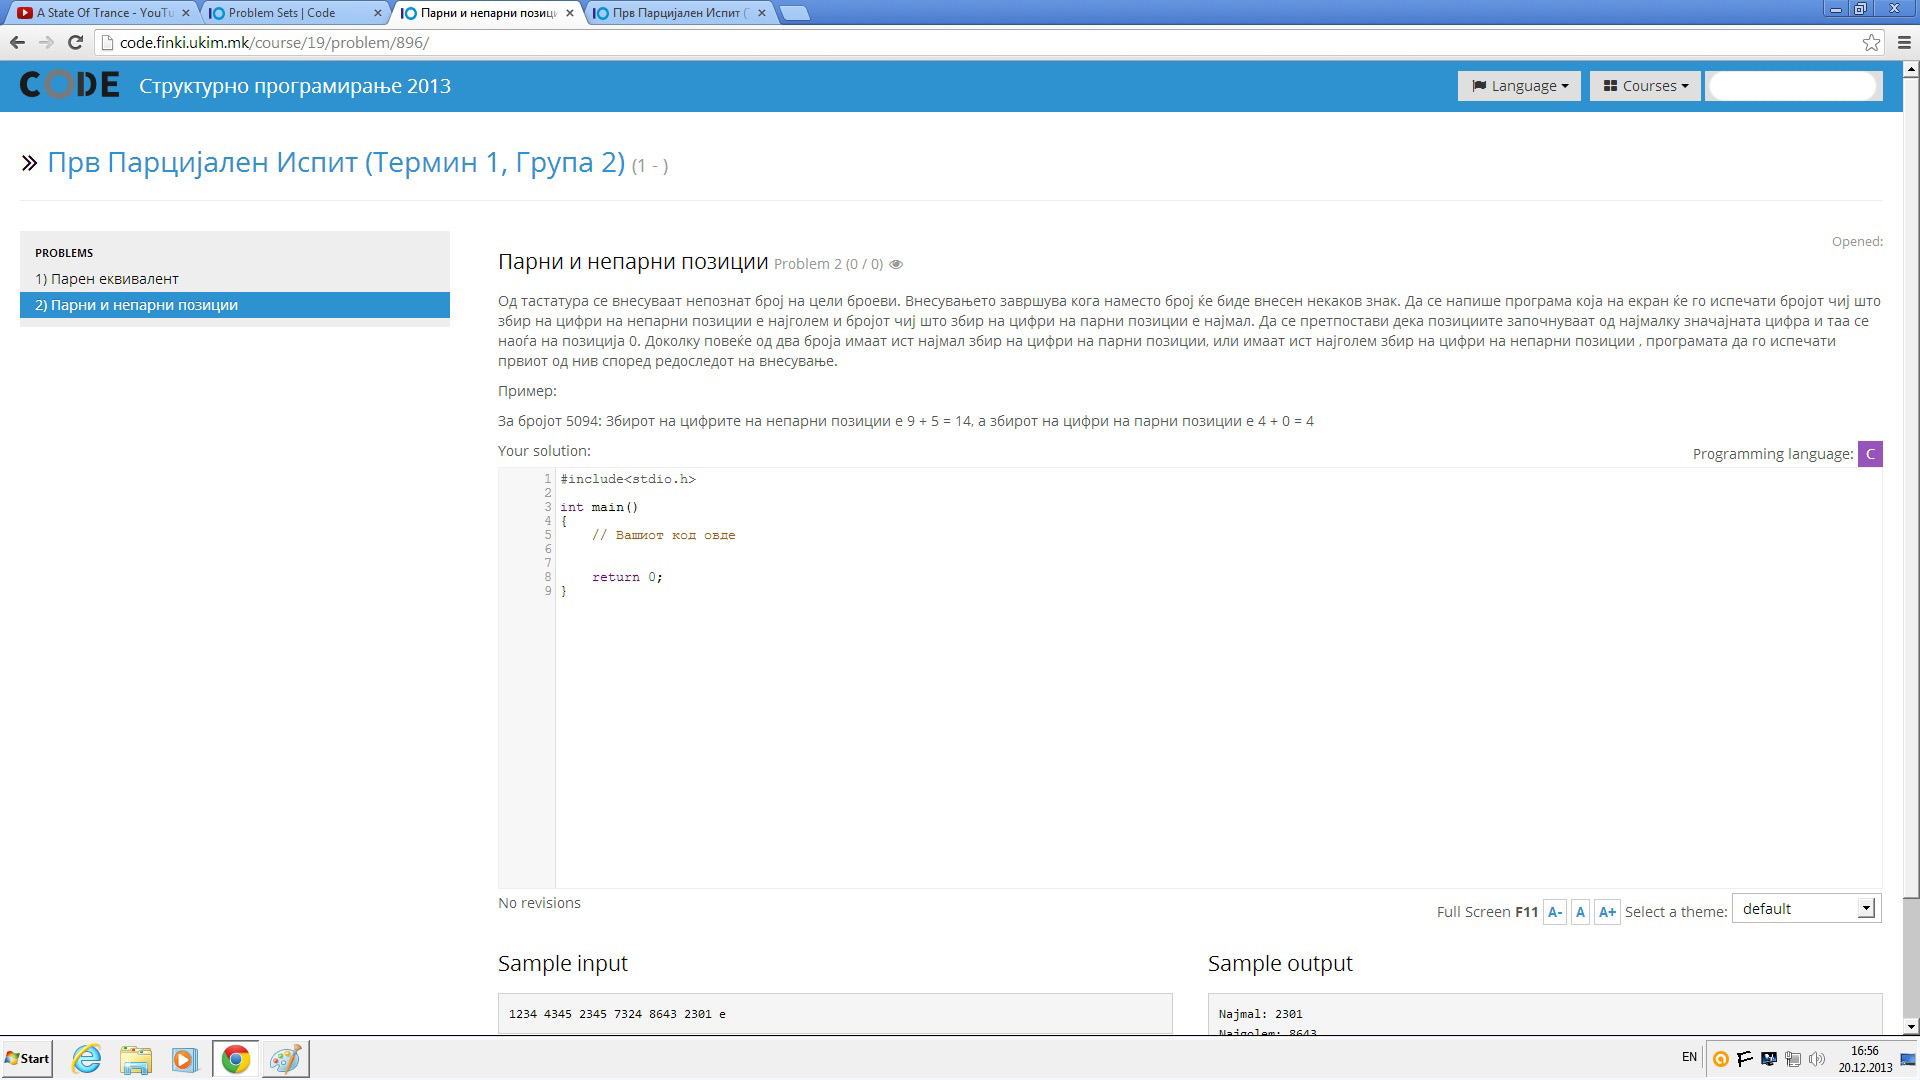 A State Of Trance - YouTu
Problem Sets | Code
Парни и непарни позици
Прв Парцијален Испит (
code.finki.ukim.mk/course/19/problem/896/
CODE
Структурно програмирање 2013
Language
Courses
Прв Парцијален Испит (Термин 1, Група 2) (1 - )
PROBLEMS
1) Парен еквивалент
2) Парни и непарни позиции
Opened:
Парни и непарни позиции Problem 2 (0 / 0)
Од тастатура се внесуваат непознат број на цели броеви. Внесувањето завршува кога наместо број ќе биде внесен некаков знак. Да се напише програма која на екран ќе го испечати бројот чиј што
збир на цифри на непарни позиции е најголем и бројот чиј што збир на цифри на парни позиции е најмал. Да се претпостави дека позициите започнуваат од најмалку значајната цифра и таа се
наоѓа на позиција 0. Доколку повеќе од два броја имаат ист најмал збир на цифри на парни позиции, или имаат ист најголем збир на цифри на непарни позиции , програмата да го испечати
првиот од нив според редоследот на внесување.
Пример:
За бројот 5094: Збирот на цифрите на непарни позиции е 9 + 5 = 14, а збирот на цифри на парни позиции е 4 + 0 = 4
Your solution:
Programming language: C
1 #include<stdio.h>
2
3 int main()
4 {
5 // Вашиот код овде
6
7
8 return 0;
9 }
No revisions
Full Screen F11 A- A A+ Select a theme: default
Sample input
Sample output
1234 4345 2345 7324 8643 2301 e
Najmal: 2301
Najgolem: 8643
Start
EN
16:56
20.12.2013